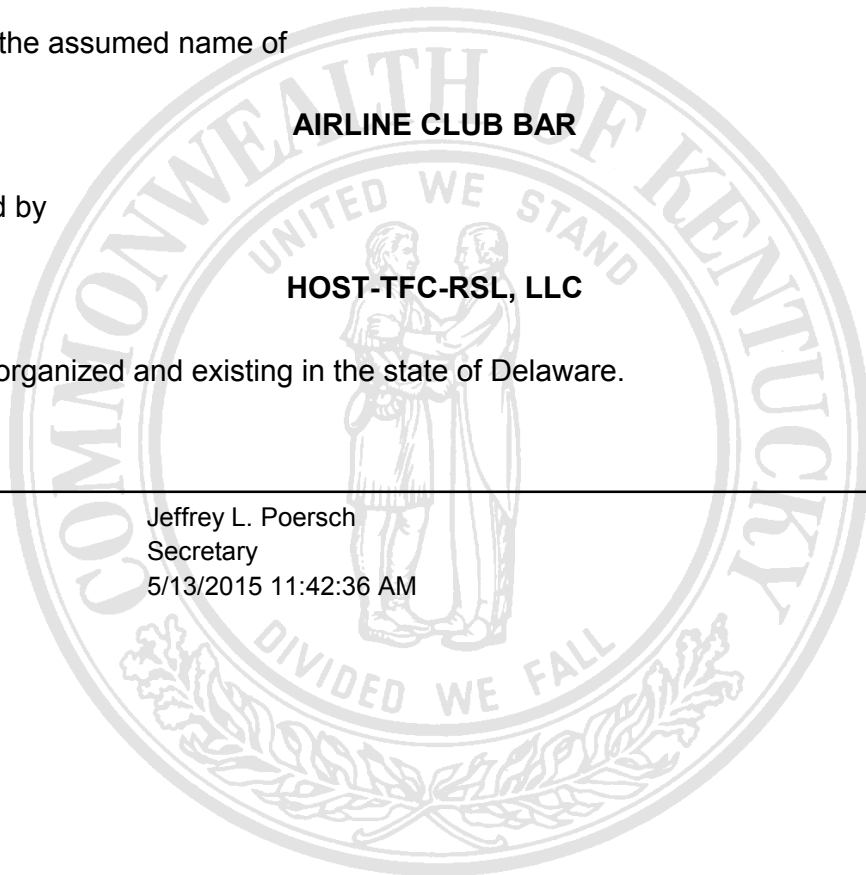 the assumed name of
AIRLINE CLUB BAR
d by
HOST-TFC-RSL, LLC
organized and existing in the state of Delaware.
Jeffrey L. Poersch
Secretary
5/13/2015 11:42:36 AM
COMMONWEALTH OF KENTUCKY
UNITED WE STAND
DIVIDED WE FALL